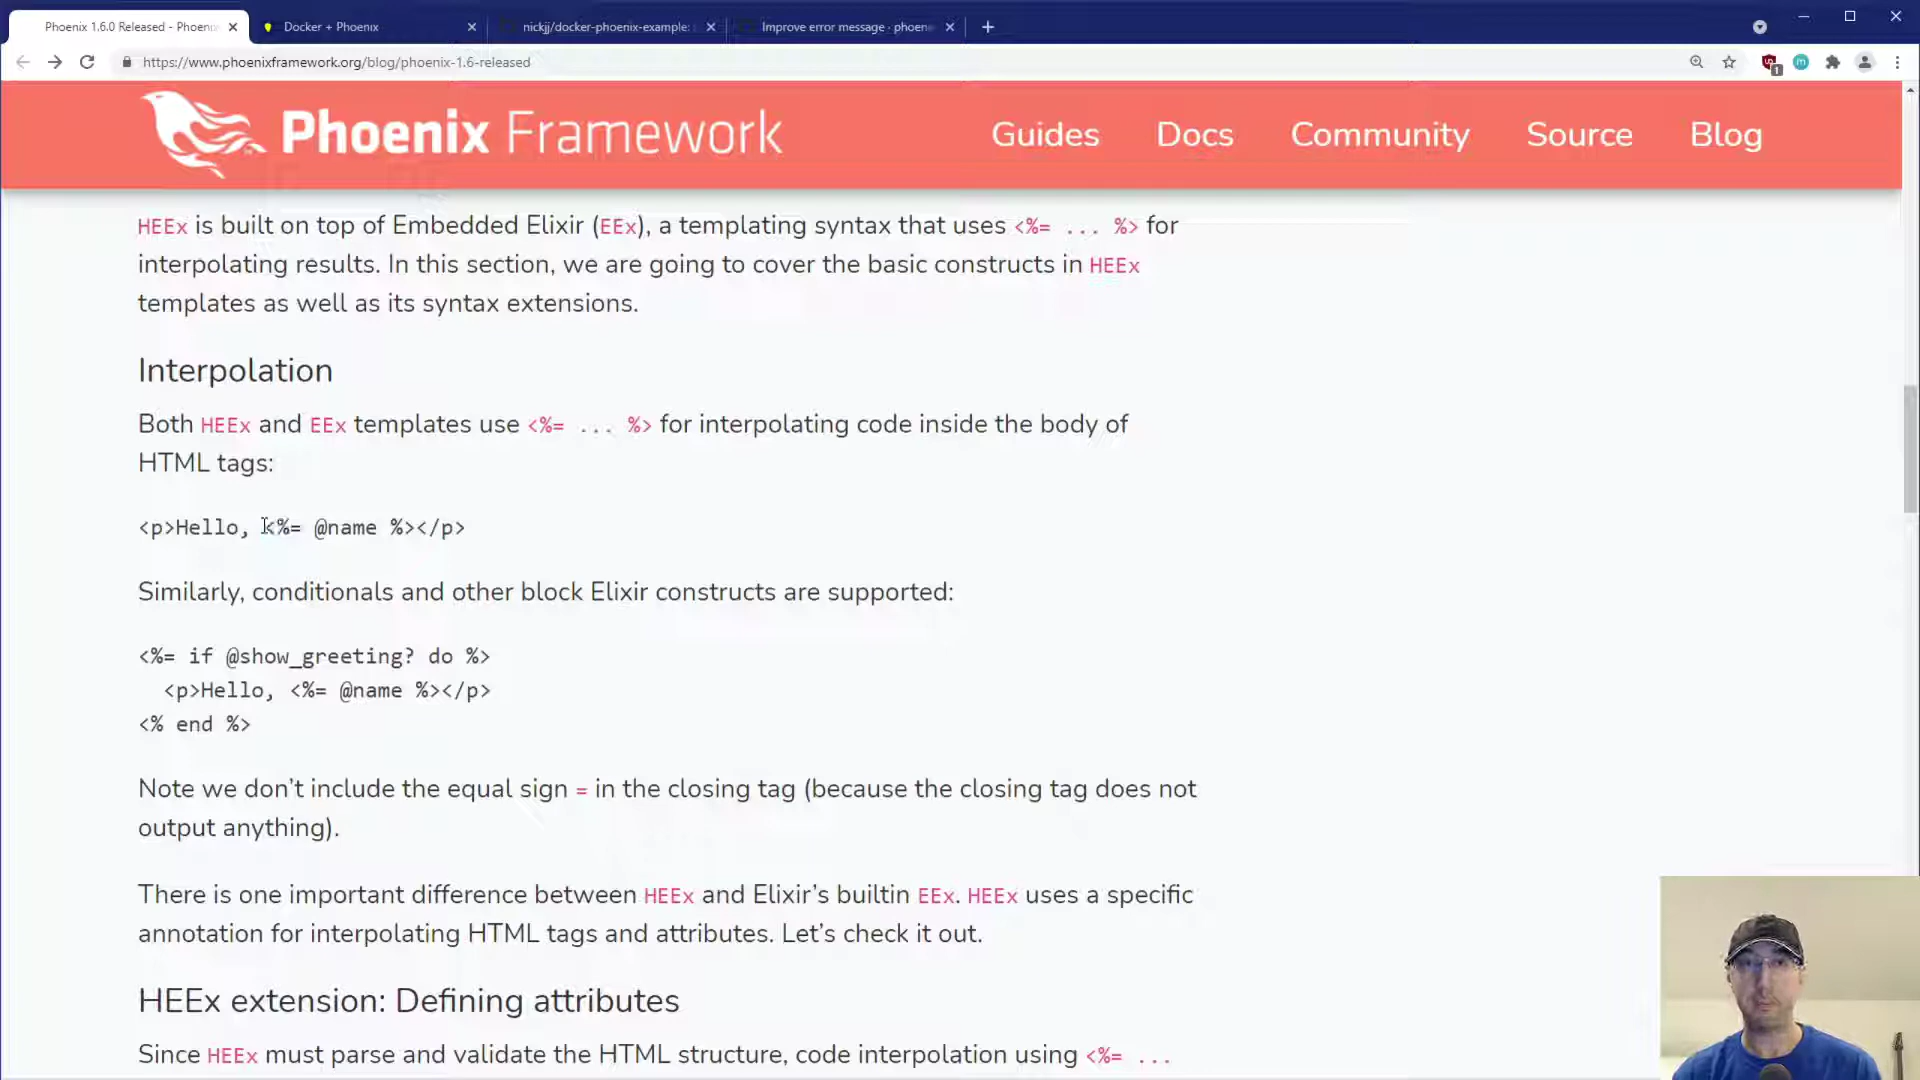 Phoenix 1.6.0 Released - Phoenix
Docker + Phoenix
nickjj/docker-phoenix-example:
Improve error message · phoen
https://www.phoenixframework.org/blog/phoenix-1.6-released
1
Phoenix Framework
Guides
Docs
Community
Source
Blog
HEEx is built on top of Embedded Elixir (EEx), a templating syntax that uses <%= ... %> for
interpolating results. In this section, we are going to cover the basic constructs in HEEx
templates as well as its syntax extensions.
Interpolation
Both HEEx and EEx templates use <%= ... %> for interpolating code inside the body of
HTML tags:
<p>Hello, <%= @name %></p>
Similarly, conditionals and other block Elixir constructs are supported:
<%= if @show_greeting? do %>
<p>Hello, <%= @name %></p>
<% end %>
Note we don’t include the equal sign = in the closing tag (because the closing tag does not
output anything).
There is one important difference between HEEx and Elixir’s builtin EEx. HEEx uses a specific
annotation for interpolating HTML tags and attributes. Let’s check it out.
HEEx extension: Defining attributes
Since HEEx must parse and validate the HTML structure, code interpolation using <%= ...